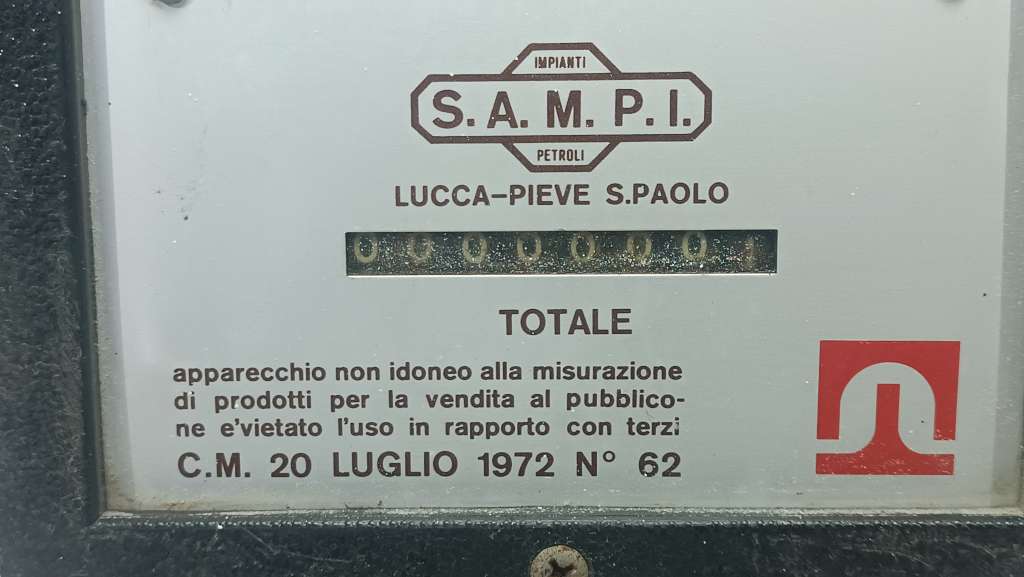 IMPIANTI
S.A.M.P.I.
PETROLI
LUCCA-PIEVE S.PAOLO
00000001
TOTALE
apparecchio non idoneo alla misurazione
di prodotti per la vendita al pubblico-
ne e'vietato l'uso in rapporto con terzi
C.M. 20 LUGLIO 1972 N° 62